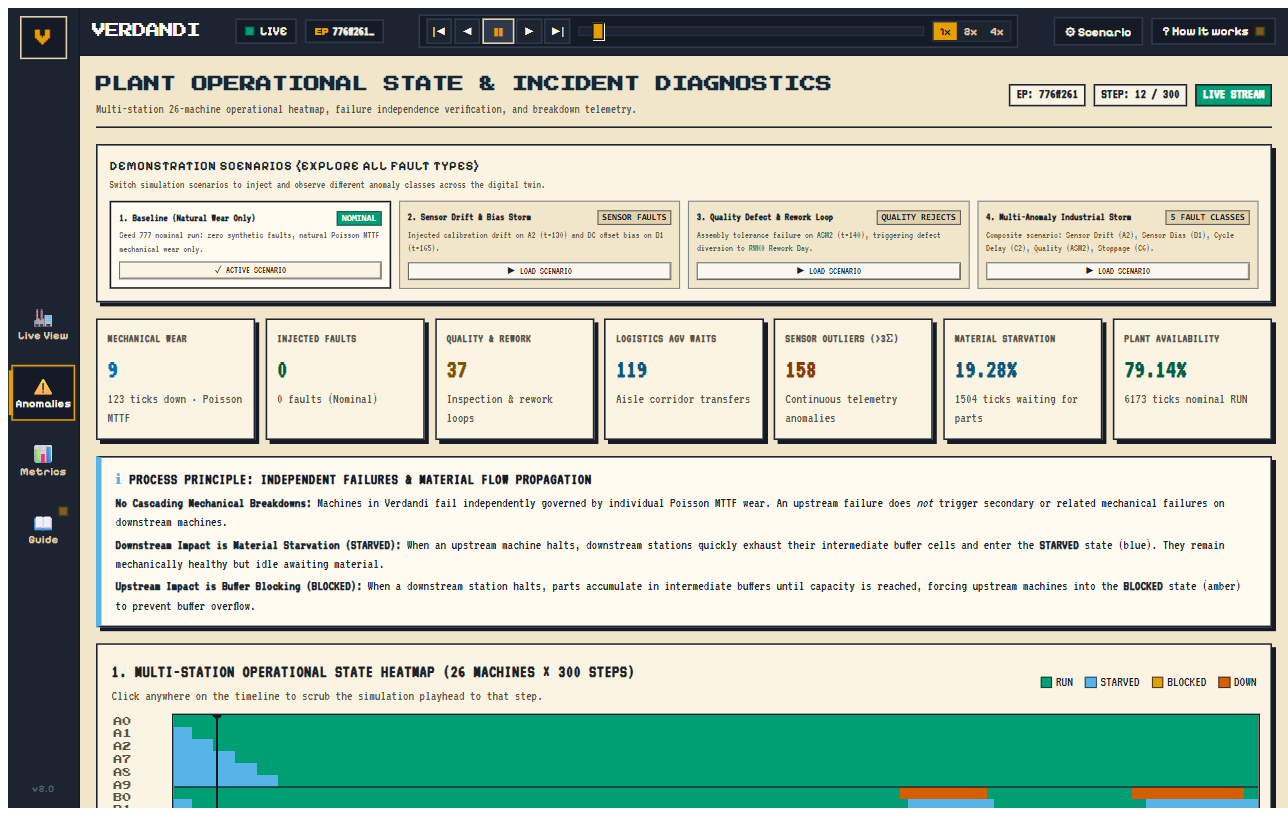 V
VERDANDI
LIVE
EP 776#261…
1x 8x 4x
⚙ Scenario
? How it works
PLANT OPERATIONAL STATE & INCIDENT DIAGNOSTICS
Multi-station 26-machine operational heatmap, failure independence verification, and breakdown telemetry.
EP: 776#261
STEP: 12 / 300
LIVE STREAM
DEMONSTRATION SCENARIOS (EXPLORE ALL FAULT TYPES)
Switch simulation scenarios to inject and observe different anomaly classes across the digital twin.
1. Baseline (Natural Wear Only)
NOMINAL
Seed 777 nominal run: zero synthetic faults, natural Poisson MTTF
mechanical wear only.
✓ ACTIVE SCENARIO
2. Sensor Drift & Bias Storm
SENSOR FAULTS
Injected calibration drift on A2 (t=130) and DC offset bias on D1
(t=165).
▶ LOAD SCENARIO
3. Quality Defect & Rework Loop
QUALITY REJECTS
Assembly tolerance failure on ASM2 (t=140), triggering defect
diversion to RNW0 Rework Bay.
▶ LOAD SCENARIO
4. Multi-Anomaly Industrial Storm
5 FAULT CLASSES
Composite scenario: Sensor Drift (A2), Sensor Bias (D1), Cycle
Delay (C2), Quality (ASM2), Stoppage (C6).
▶ LOAD SCENARIO
MECHANICAL WEAR
9
123 ticks down · Poisson
MTTF
INJECTED FAULTS
0
0 faults (Nominal)
QUALITY & REWORK
37
Inspection & rework
loops
LOGISTICS AGV WAITS
119
Aisle corridor transfers
SENSOR OUTLIERS (>3Σ)
158
Continuous telemetry
anomalies
MATERIAL STARVATION
19.28%
1504 ticks waiting for
parts
PLANT AVAILABILITY
79.14%
6173 ticks nominal RUN
ℹ PROCESS PRINCIPLE: INDEPENDENT FAILURES & MATERIAL FLOW PROPAGATION
No Cascading Mechanical Breakdowns: Machines in Verdandi fail independently governed by individual Poisson MTTF wear. An upstream failure does not trigger secondary or related mechanical failures on
downstream machines.
Downstream Impact is Material Starvation (STARVED): When an upstream machine halts, downstream stations quickly exhaust their intermediate buffer cells and enter the STARVED state (blue). They remain
mechanically healthy but idle awaiting material.
Upstream Impact is Buffer Blocking (BLOCKED): When a downstream station halts, parts accumulate in intermediate buffers until capacity is reached, forcing upstream machines into the BLOCKED state (amber)
to prevent buffer overflow.
1. MULTI-STATION OPERATIONAL STATE HEATMAP (26 MACHINES X 300 STEPS)
Click anywhere on the timeline to scrub the simulation playhead to that step.
RUN STARVED BLOCKED DOWN
A0
A1
A2
A7
A8
A9
B0
B1
Live View
Anomalies
Metrics
Guide
v8.0